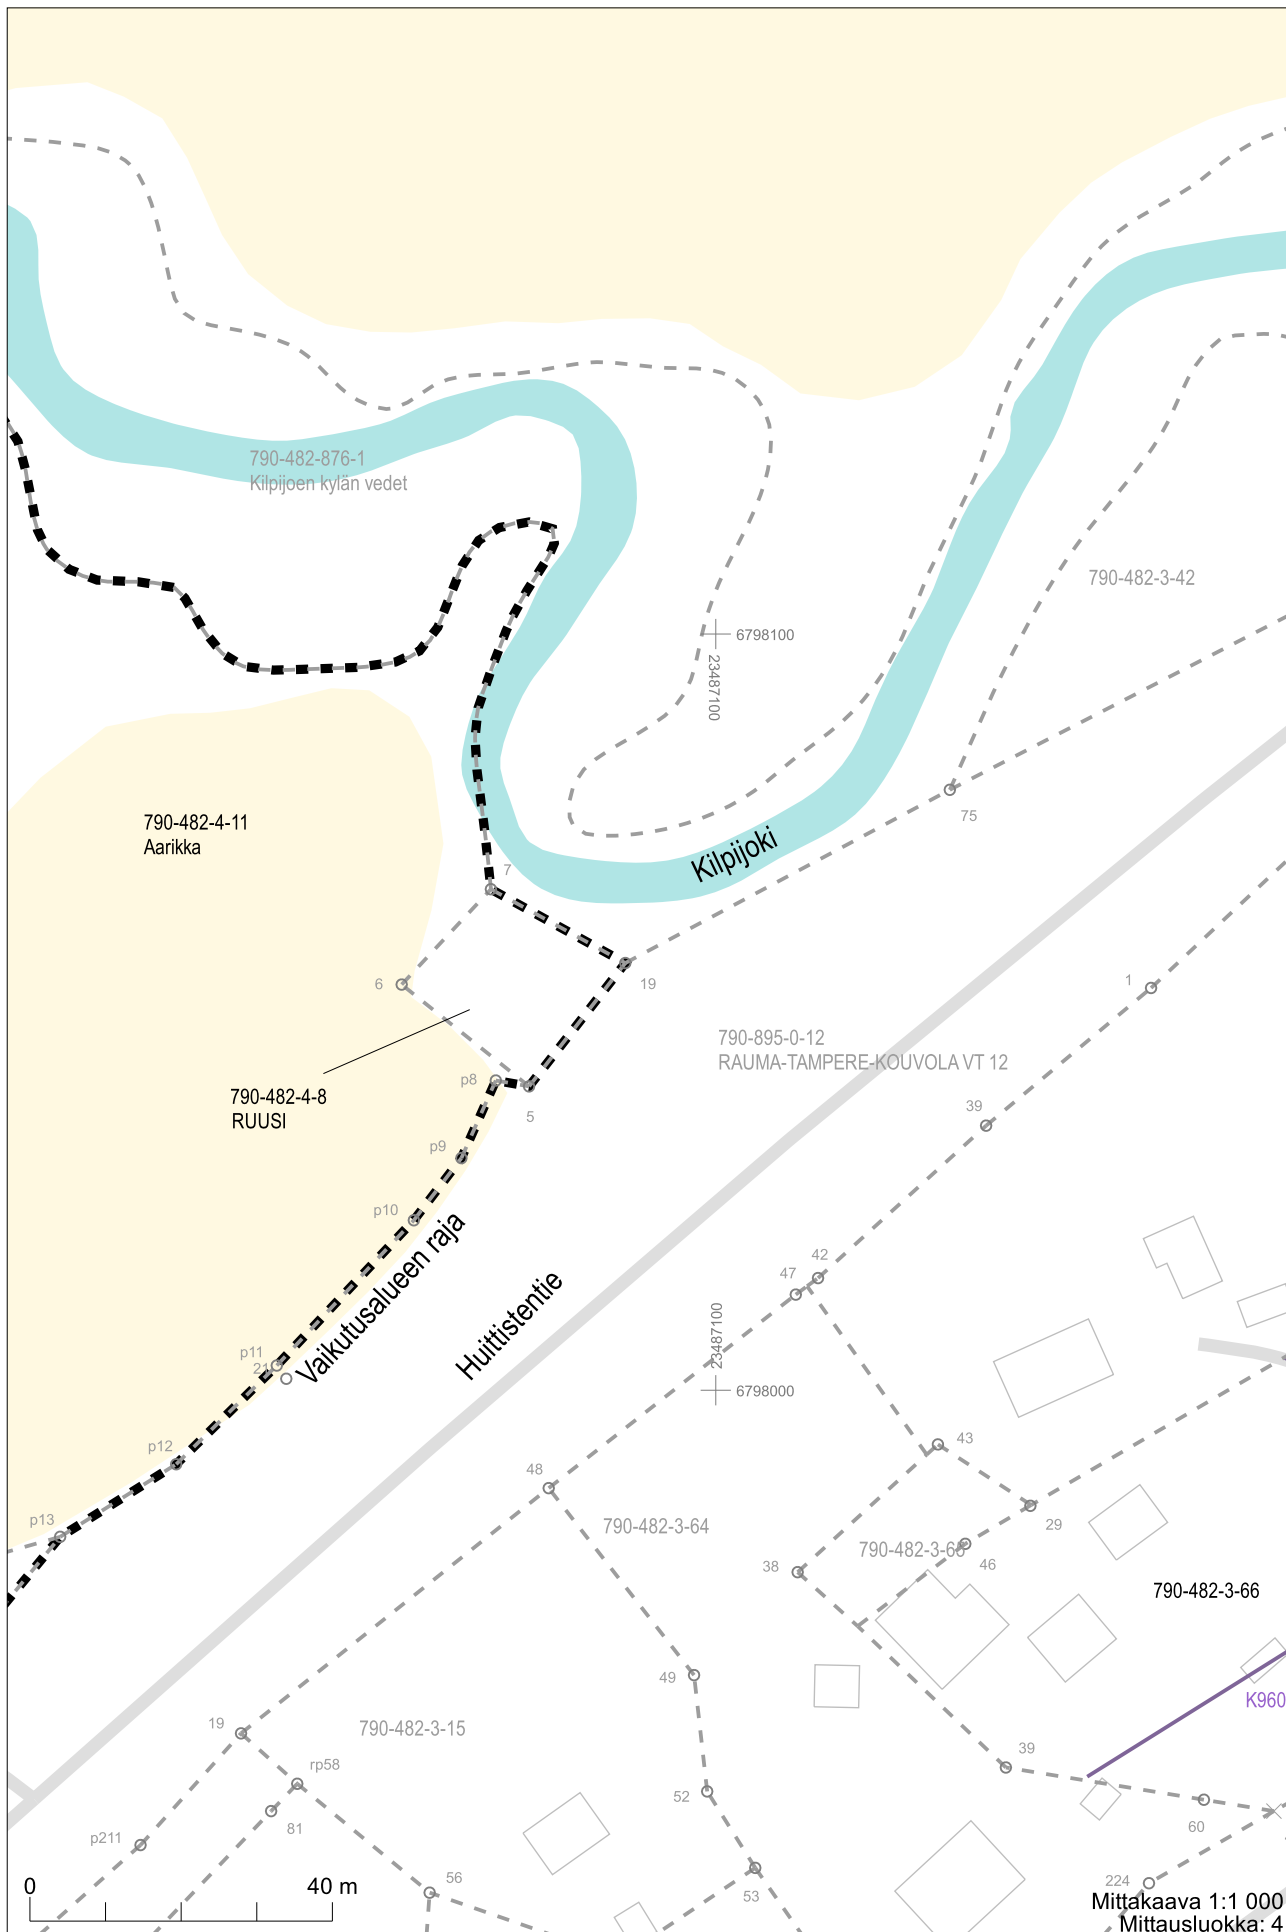 790-482-876-1
Kilpijoen kylän vedet
790-482-3-42
6798100
23487100
790-482-4-11
Aarikka
75
Kilpijoki
7
6
19
1
790-895-0-12
RAUMA-TAMPERE-KOUVOLA VT 12
790-482-4-8
RUUSI
p8
5
39
p9
p10
Vaikutusalueen raja
Huittistentie
42
47
23487100
6798000
p11
21
p12
43
48
p13
790-482-3-64
29
790-482-3-65
46
38
790-482-3-66
49
K960
19
790-482-3-15
rp58
39
52
60
81
p211
56
53
224
0
40 m
Mittakaava 1:1 000
Mittausluokka: 4